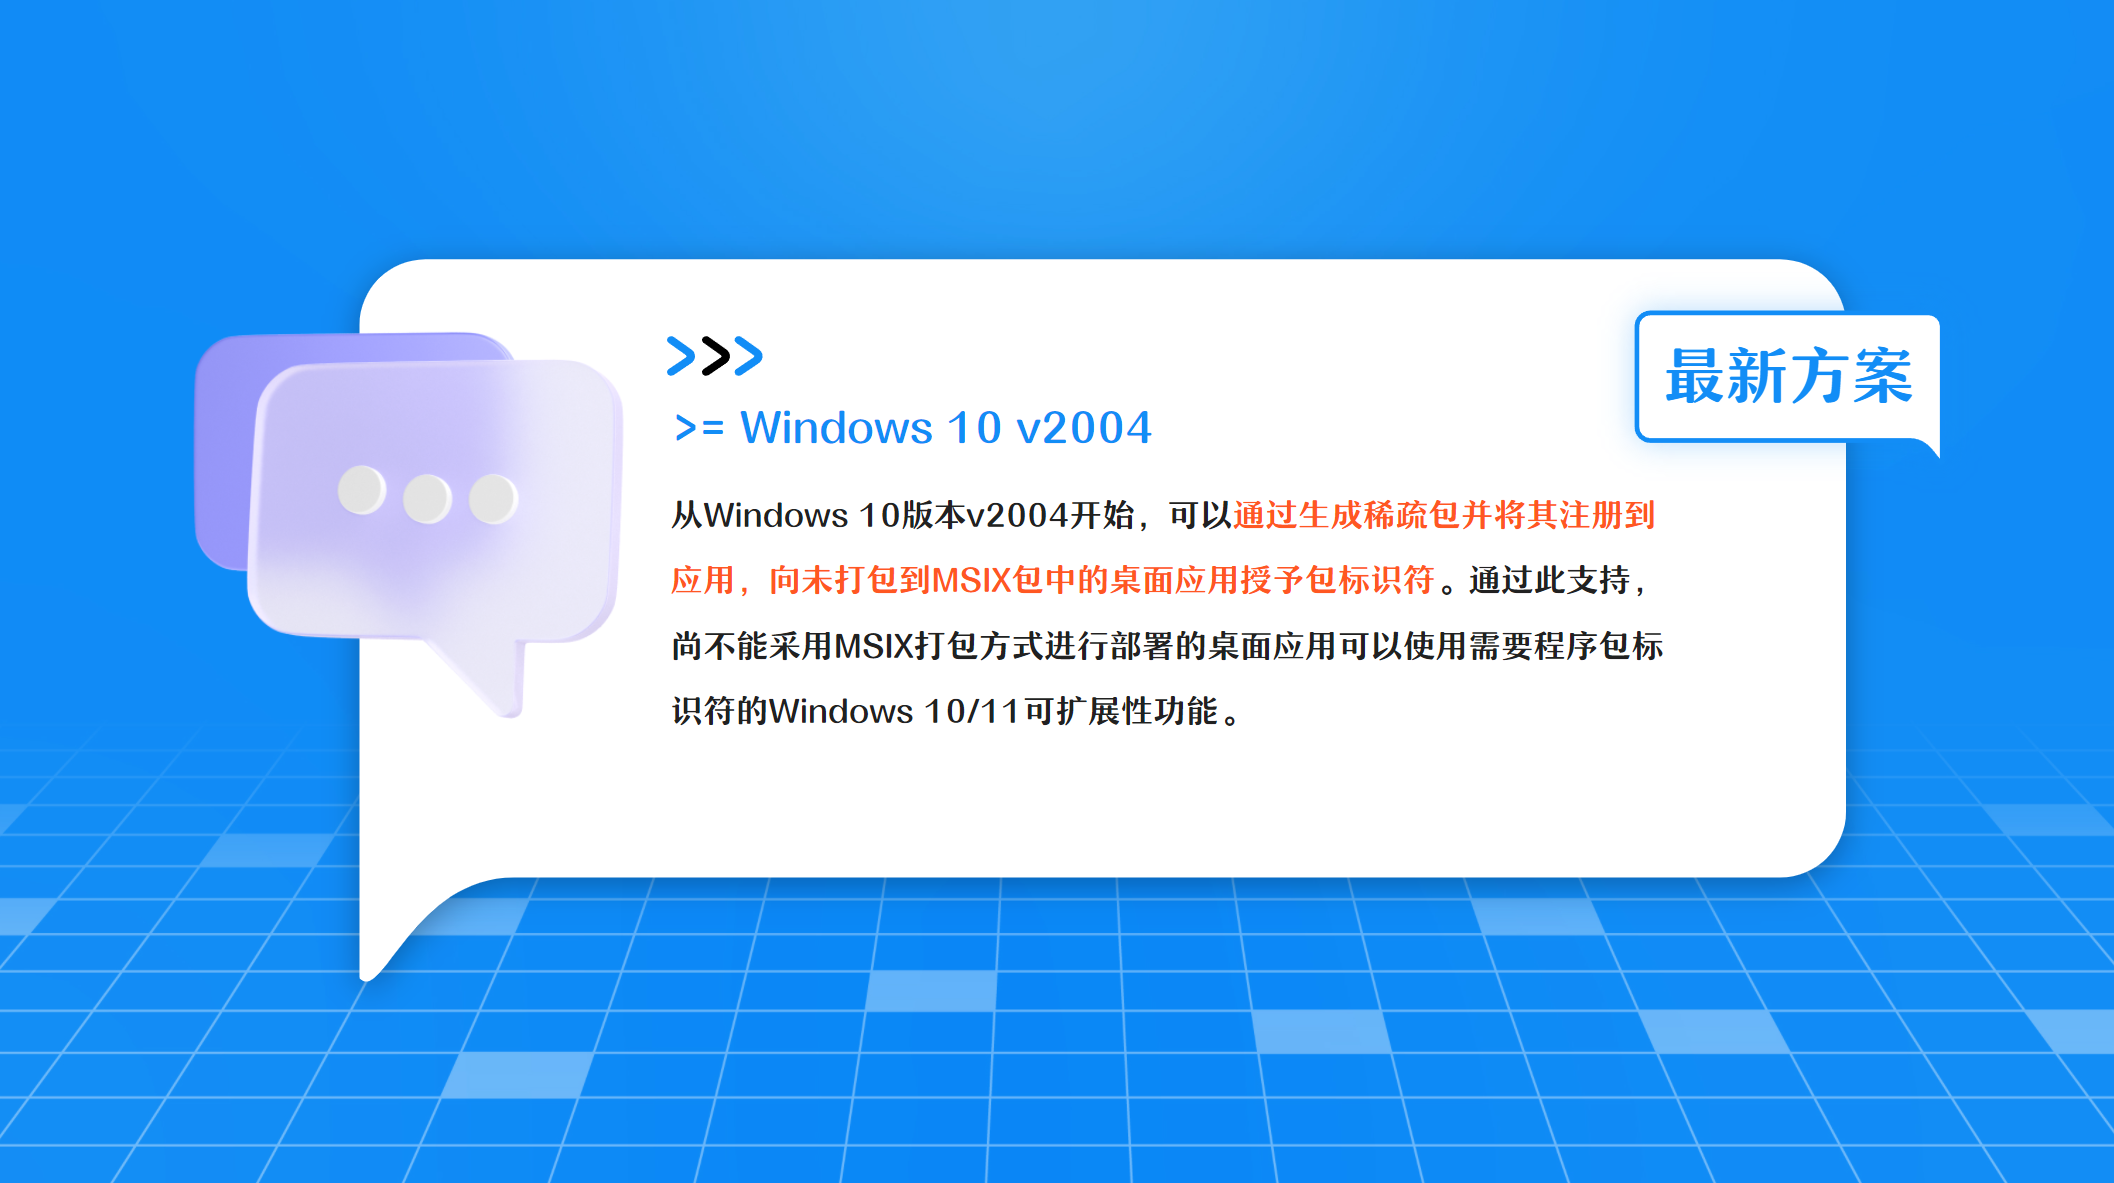 最新方案
>>>
>= Windows 10 v2004
从Windows 10版本v2004开始，可以通过生成稀疏包并将其注册到
应用，向未打包到MSIX包中的桌面应用授予包标识符。通过此支持，
尚不能采用MSIX打包方式进行部署的桌面应用可以使用需要程序包标
识符的Windows 10/11可扩展性功能。